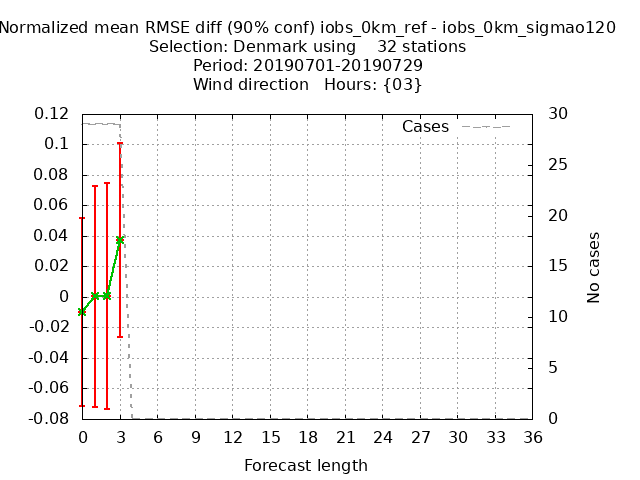 Normalized mean RMSE diff (90% conf) iobs_0km_ref - iobs_0km_sigmao120
Selection: Denmark using 32 stations
Period: 20190701-20190729
Wind direction Hours: {03}
Cases
0.12
0.1
0.08
0.06
0.04
0.02
0
-0.02
-0.04
-0.06
-0.08
30
25
20
15
10
5
0
No cases
0 3 6 9 12 15 18 21 24 27 30 33 36
Forecast length